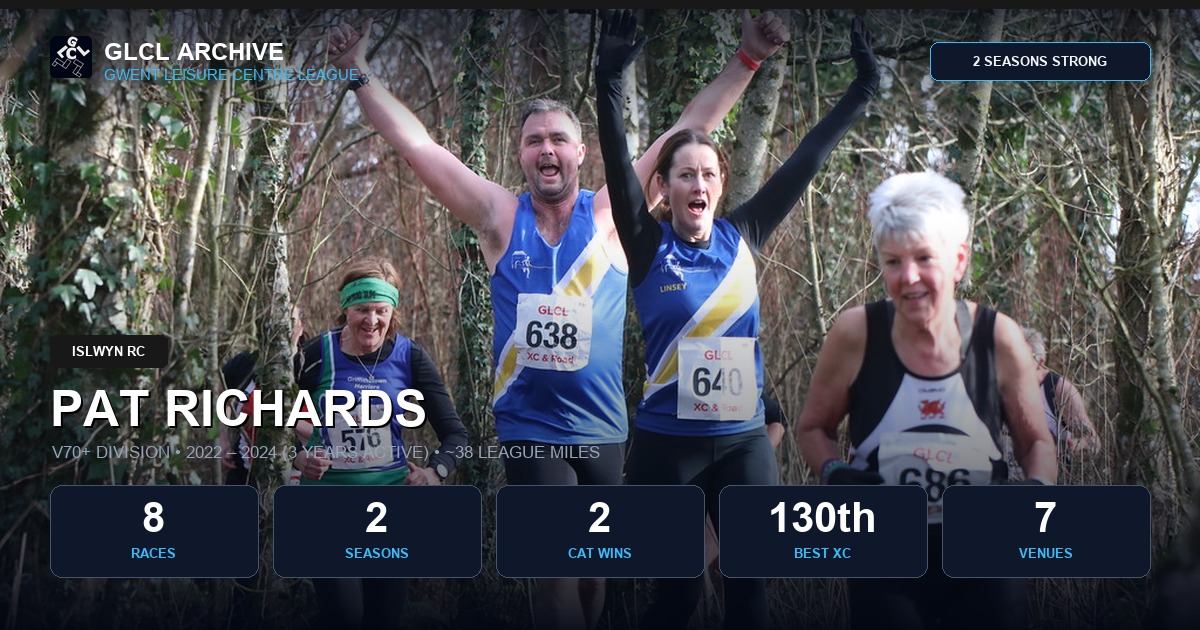 GLCL ARCHIVE
GWENT LEISURE CENTRE LEAGUE
2 SEASONS STRONG
LINSEY
GLCL
638
XC & Road
GLCL
640
XC & Road
Griffithstown
Harriers
576
GLCL
686
ISLWYN RC
PAT RICHARDS
V70+ DIVISION • 2022 – 2024 (3 YEARS ACTIVE) • ~38 LEAGUE MILES
8
RACES
2
SEASONS
2
CAT WINS
130th
BEST XC
7
VENUES